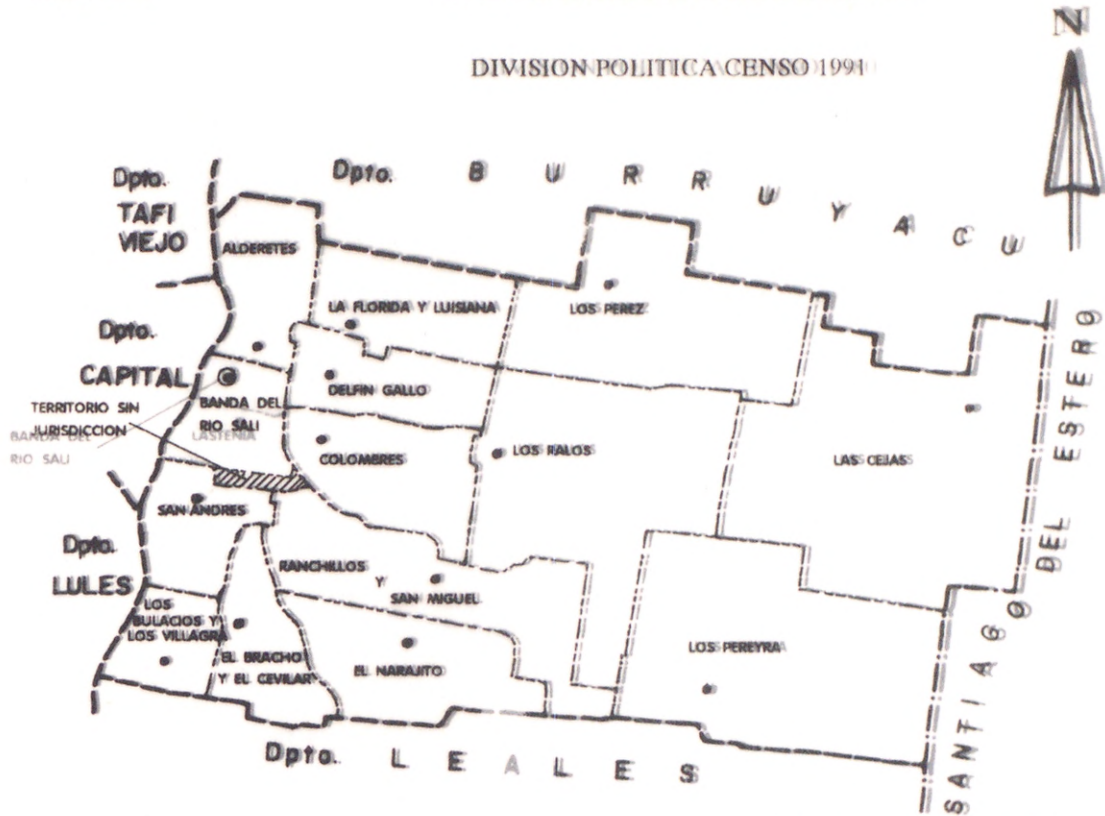 N
DIVISION POLITICA CENSO 1991
Dpto. BURRUYACU
Dpto.
TAFI
VIEJO
ALDERETES
LA FLORIDA Y LUISIANA
LOS PEREZ
Dpto.
CAPITAL
DELFIN GALLO
TERRITORIO SIN
JURISDICCION
BANDA DEL
RIO SALI
BANDA DEL
RIO SALI
LASTENIA
COLOMBRES
LOS RALOS
LAS CEJAS
SAN ANDRES
Dpto.
LULES
RANCHILLOS
Y
SAN MIGUEL
LOS
BULACIOS Y
LOS VILLAGRA
EL BRACHO
Y EL CEVILAR
EL NARAJITO
LOS PEREYRA
Dpto. LEALES
SANTIAGO DEL ESTERO